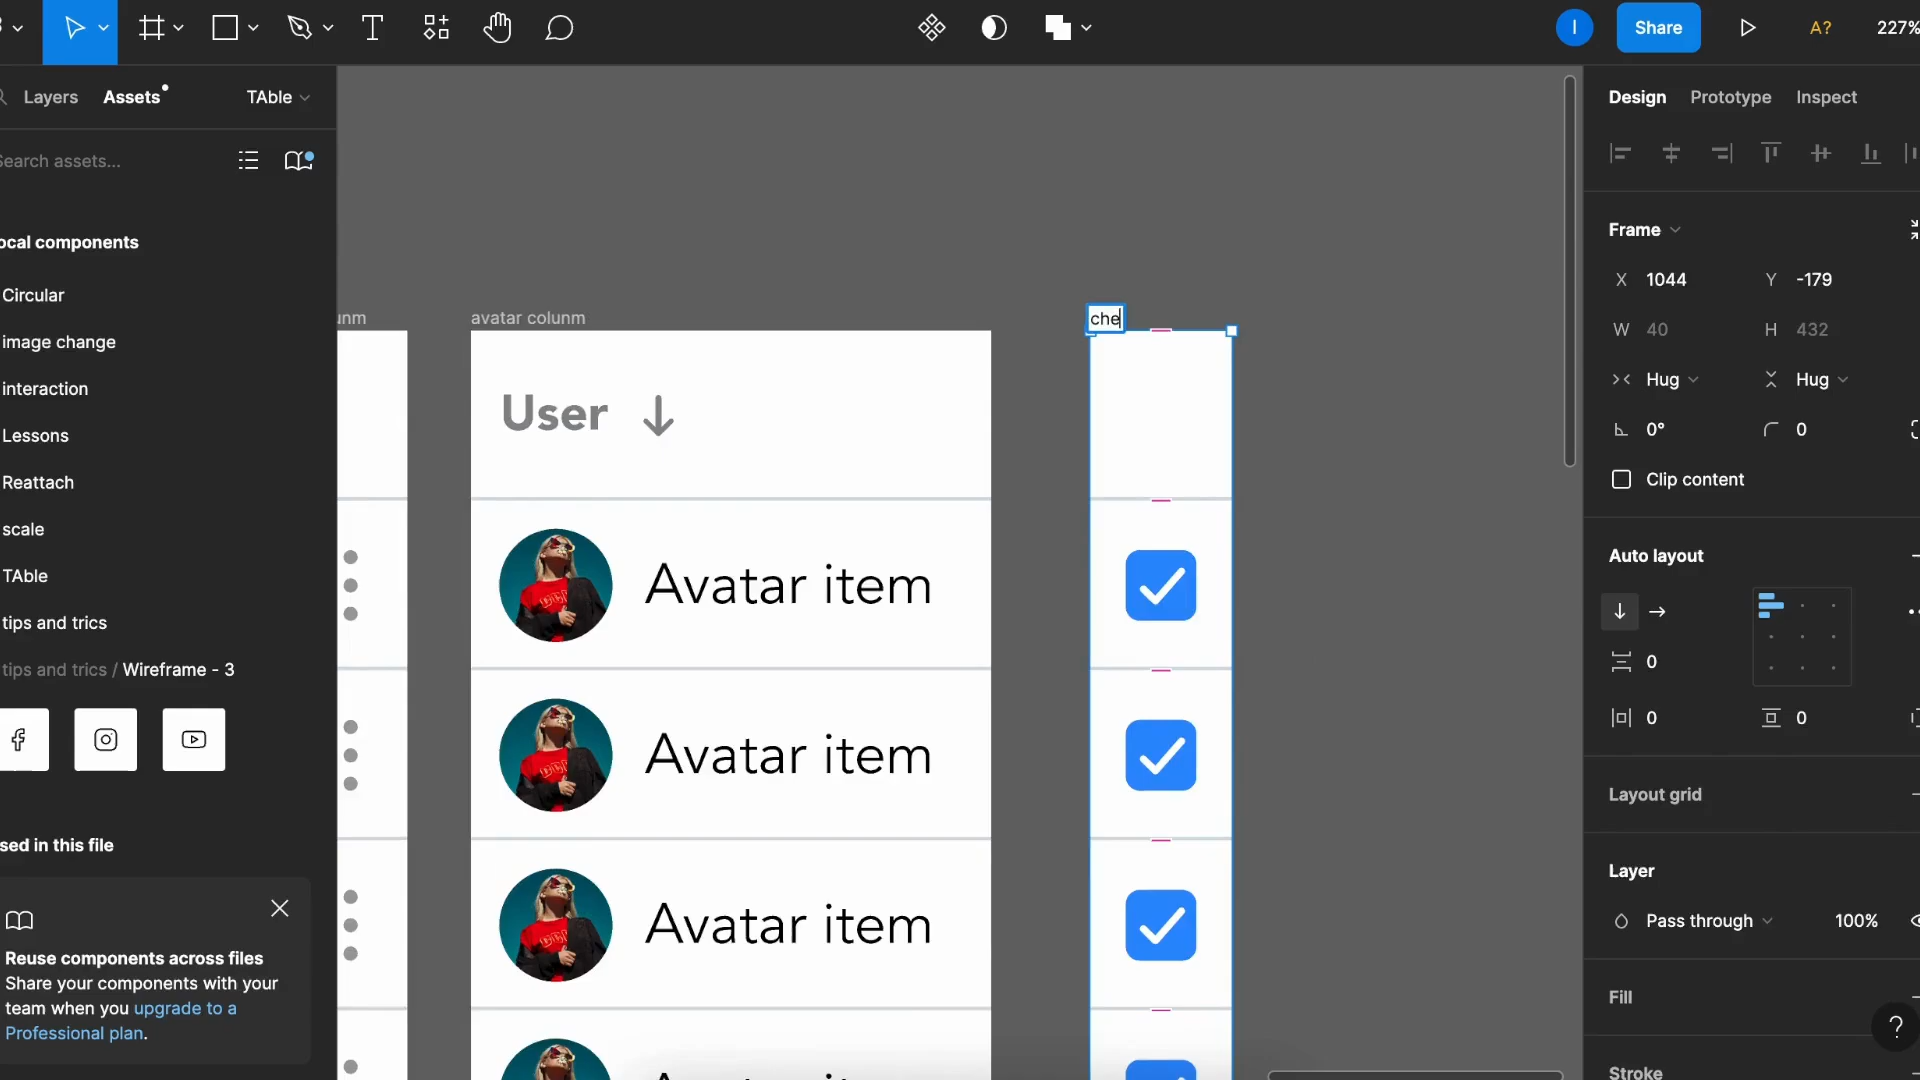 I
Share
A?
227%
Layers
Assets
TAble
Search assets...
ocal components
Circular
image change
interaction
Lessons
Reattach
scale
TAble
tips and trics
tips and trics / Wireframe - 3
sed in this file
Reuse components across files
Share your components with your
team when you upgrade to a
Professional plan.
unm
avatar colunm
che
User
Avatar item
Avatar item
Avatar item
Design
Prototype
Inspect
Frame
X 1044
Y -179
W 40
H 432
Hug
Hug
0°
0
Clip content
Auto layout
0
0
0
Layout grid
Layer
Pass through
100%
Fill
?
Stroke